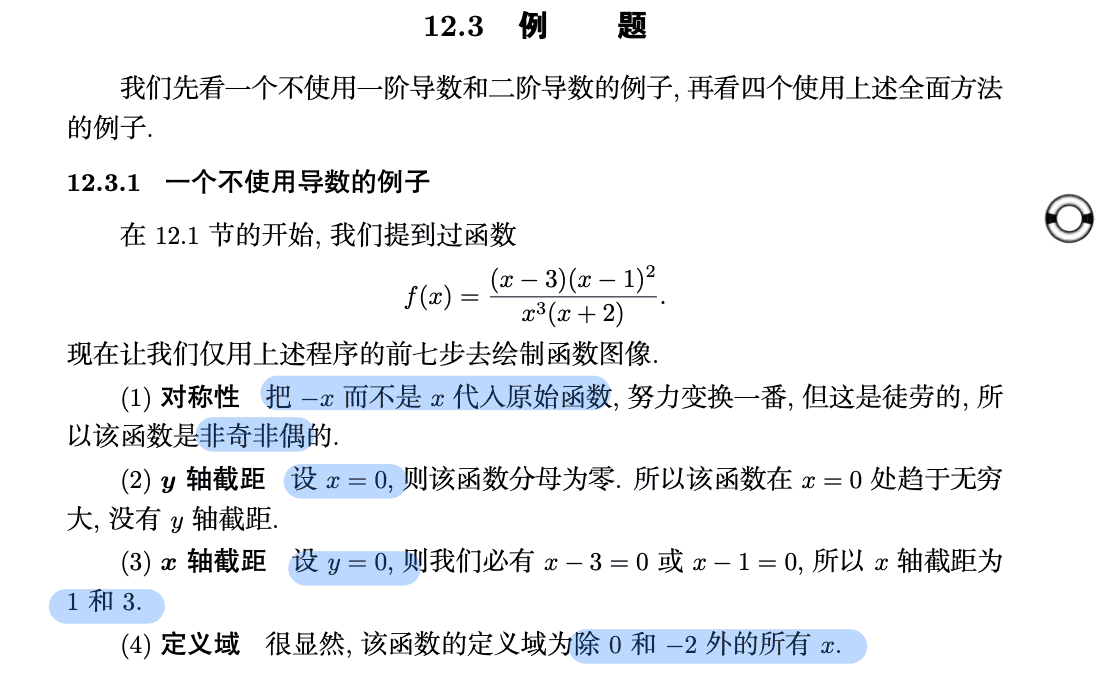 12.3 例 题
我们先看一个不使用一阶导数和二阶导数的例子, 再看四个使用上述全面方法
的例子.
12.3.1 一个不使用导数的例子
在 12.1 节的开始, 我们提到过函数
f(x) = \frac{(x − 3)(x − 1)^2}{x^3(x + 2)}.
现在让我们仅用上述程序的前七步去绘制函数图像.
(1) 对称性 把 −x 而不是 x 代入原始函数, 努力变换一番, 但这是徒劳的, 所
以该函数是非奇非偶的.
(2) y 轴截距 设 x = 0, 则该函数分母为零. 所以该函数在 x = 0 处趋于无穷
大, 没有 y 轴截距.
(3) x 轴截距 设 y = 0, 则我们必有 x − 3 = 0 或 x − 1 = 0, 所以 x 轴截距为
1 和 3.
(4) 定义域 很显然, 该函数的定义域为除 0 和 −2 外的所有 x.